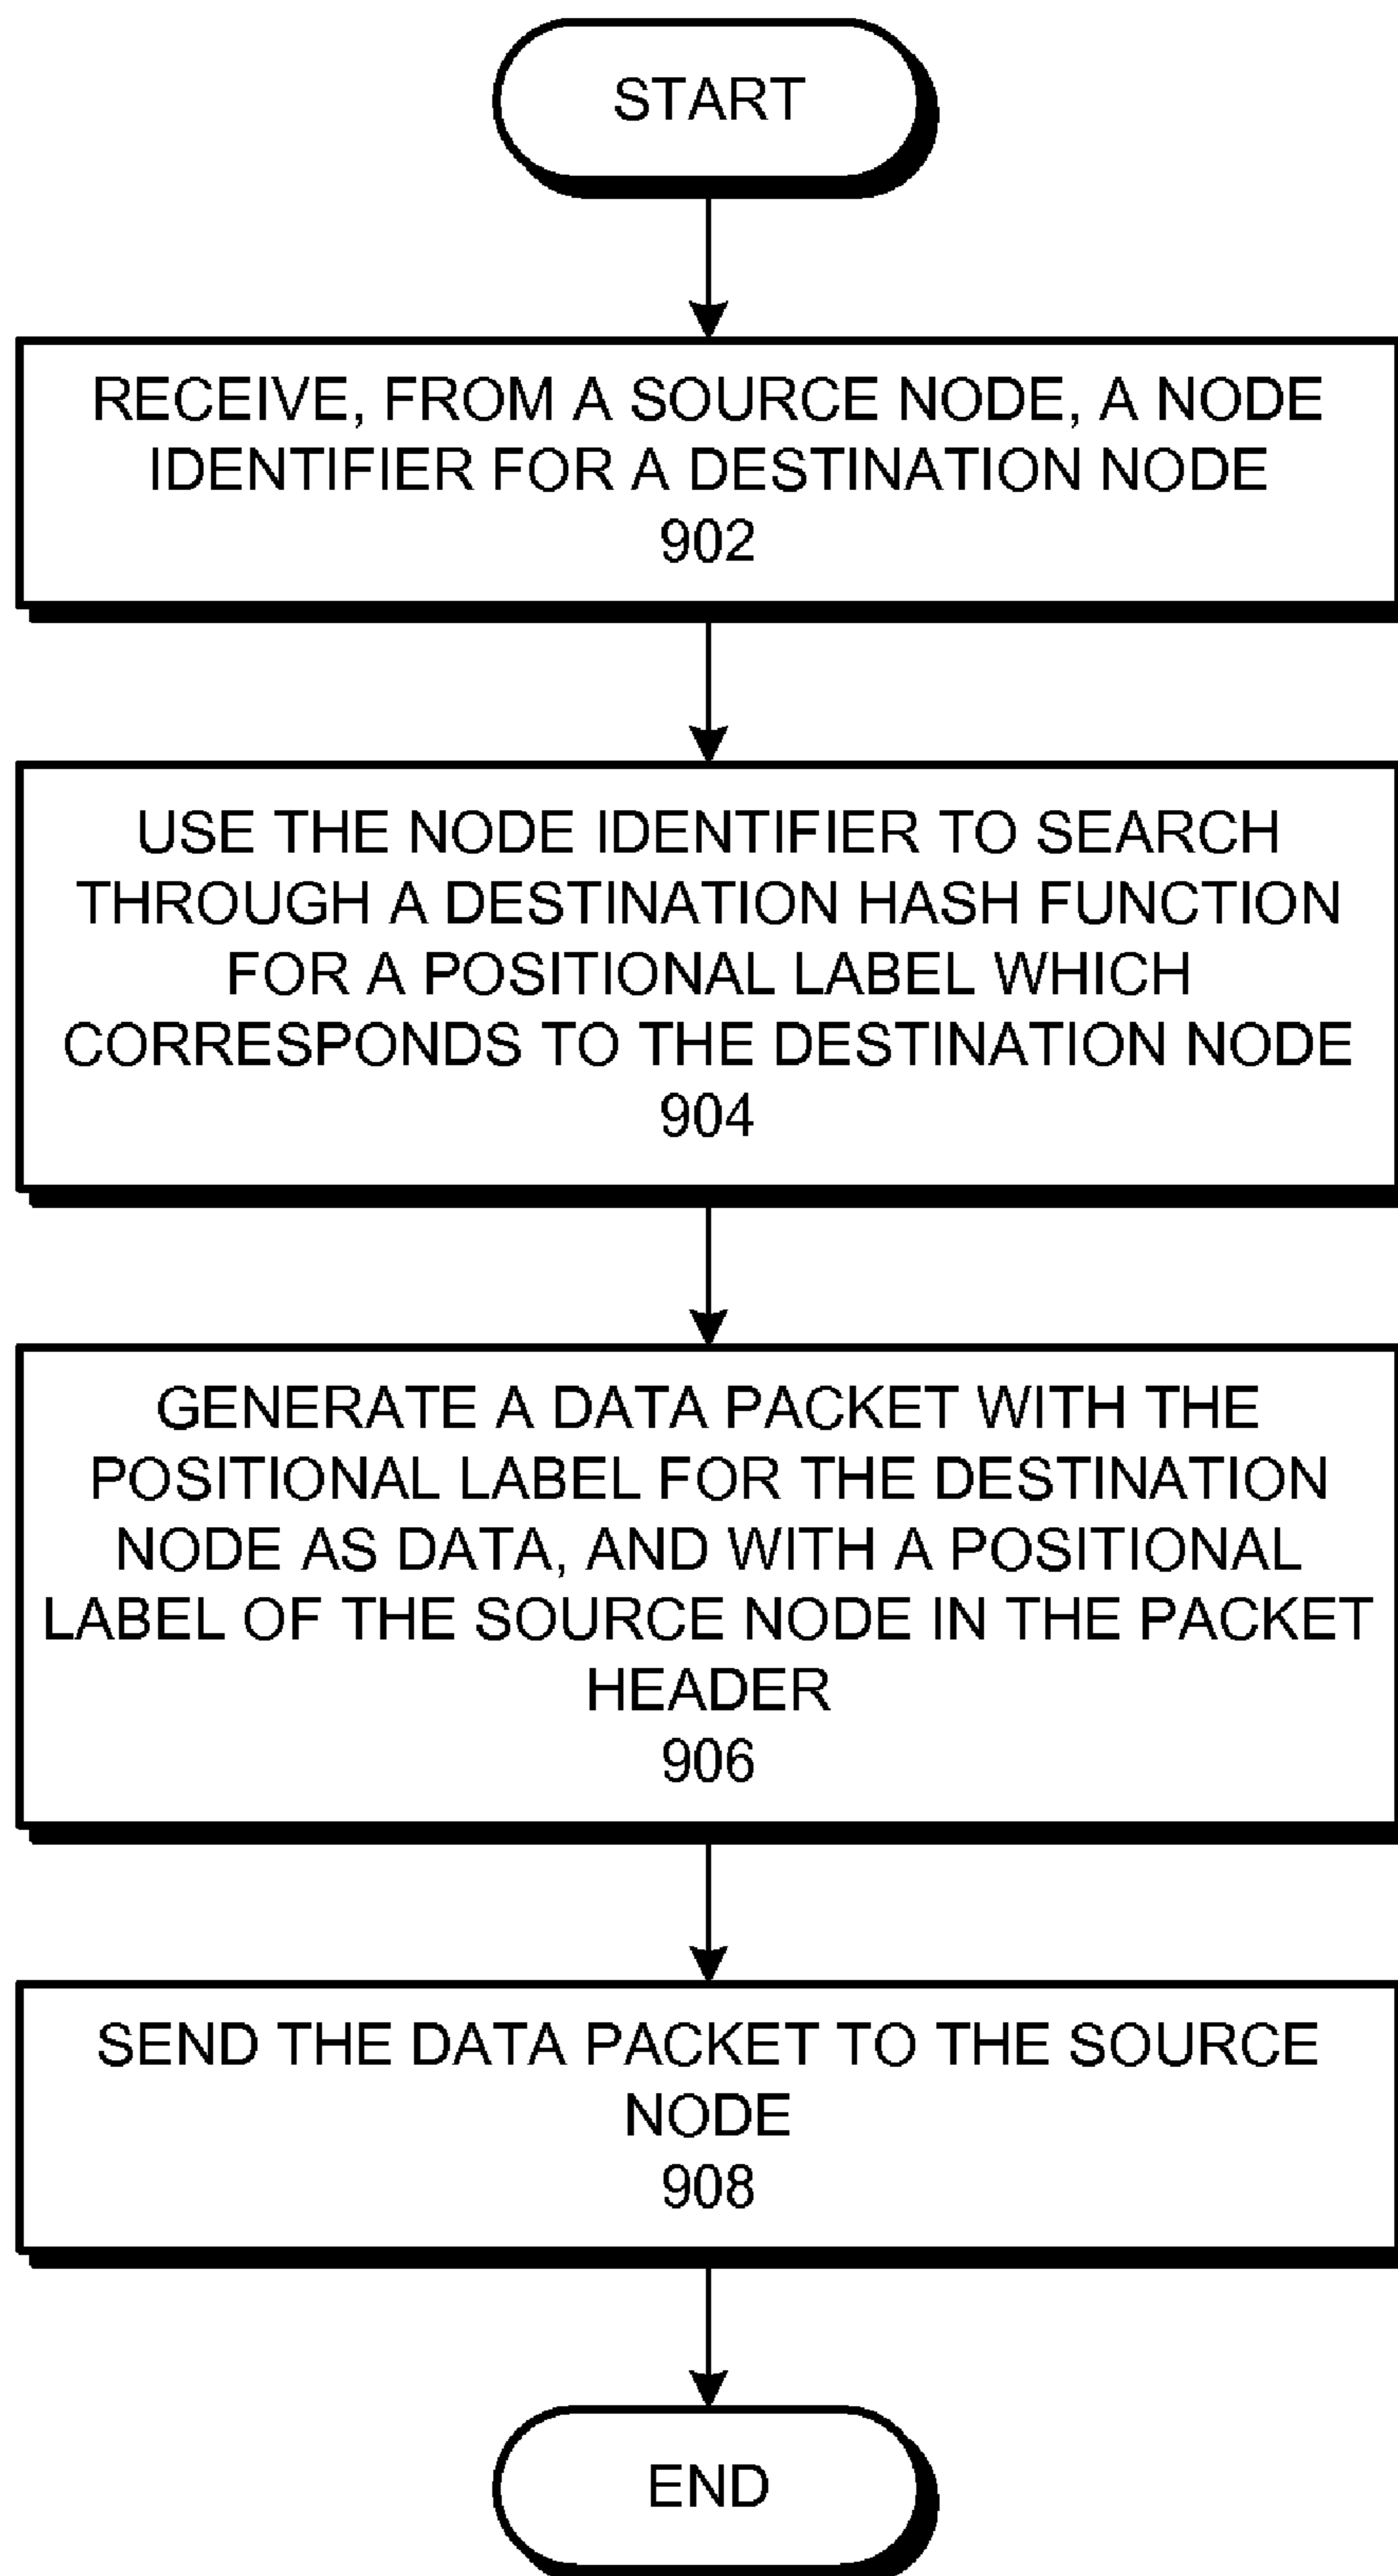 START
RECEIVE, FROM A SOURCE NODE, A NODE
IDENTIFIER FOR A DESTINATION NODE
902
USE THE NODE IDENTIFIER TO SEARCH
THROUGH A DESTINATION HASH FUNCTION
FOR A POSITIONAL LABEL WHICH
CORRESPONDS TO THE DESTINATION NODE
904
GENERATE A DATA PACKET WITH THE
POSITIONAL LABEL FOR THE DESTINATION
NODE AS DATA, AND WITH A POSITIONAL
LABEL OF THE SOURCE NODE IN THE PACKET
HEADER
906
SEND THE DATA PACKET TO THE SOURCE
NODE
908
END